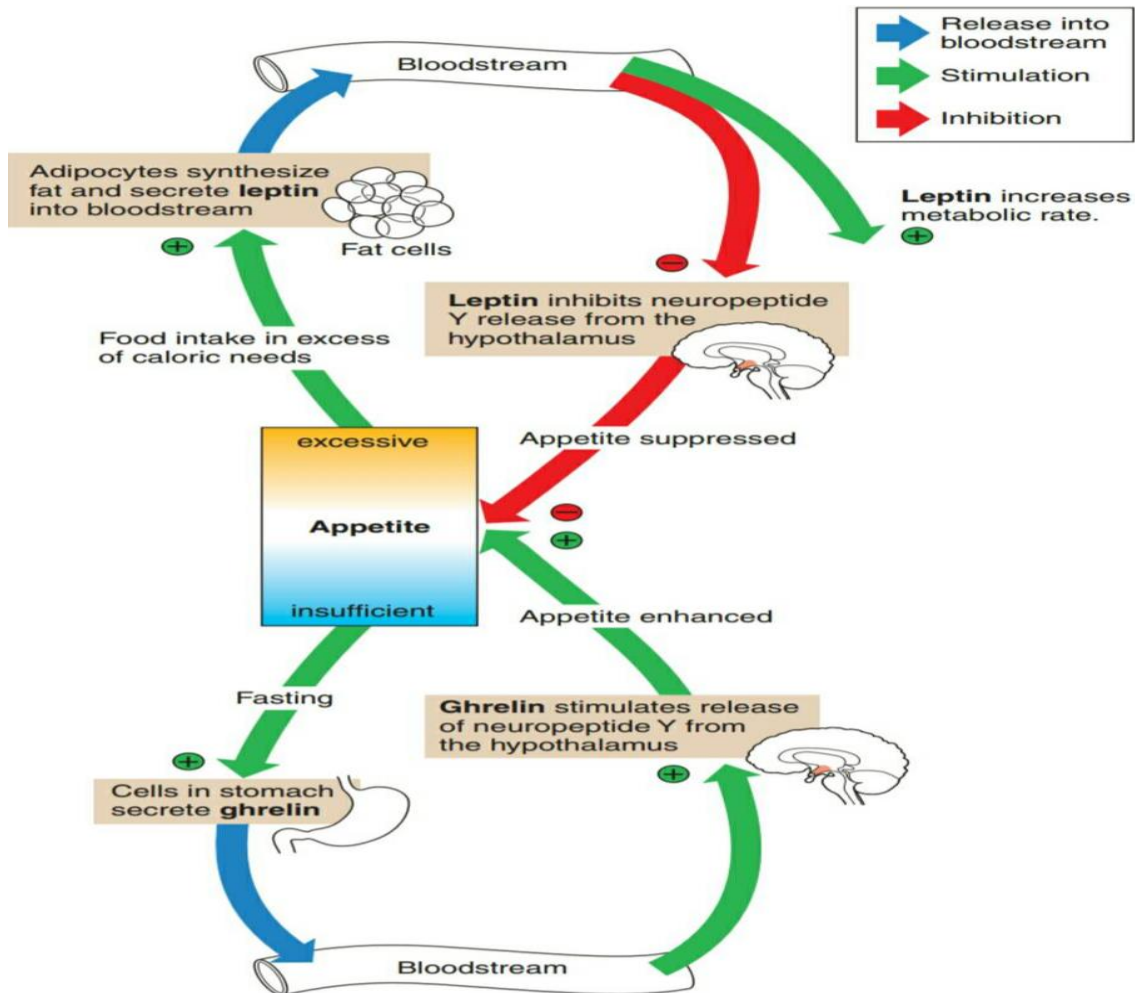 Release into
bloodstream
Stimulation
Inhibition
Bloodstream
Adipocytes synthesize
fat and secrete leptin
into bloodstream
+
Fat cells
Leptin increases
metabolic rate.
+
−
Leptin inhibits neuropeptide
Y release from the
hypothalamus
Food intake in excess
of caloric needs
Appetite suppressed
excessive
Appetite
insufficient
−
+
Appetite enhanced
Fasting
+
Cells in stomach
secrete ghrelin
Ghrelin stimulates release
of neuropeptide Y from
the hypothalamus
+
Bloodstream